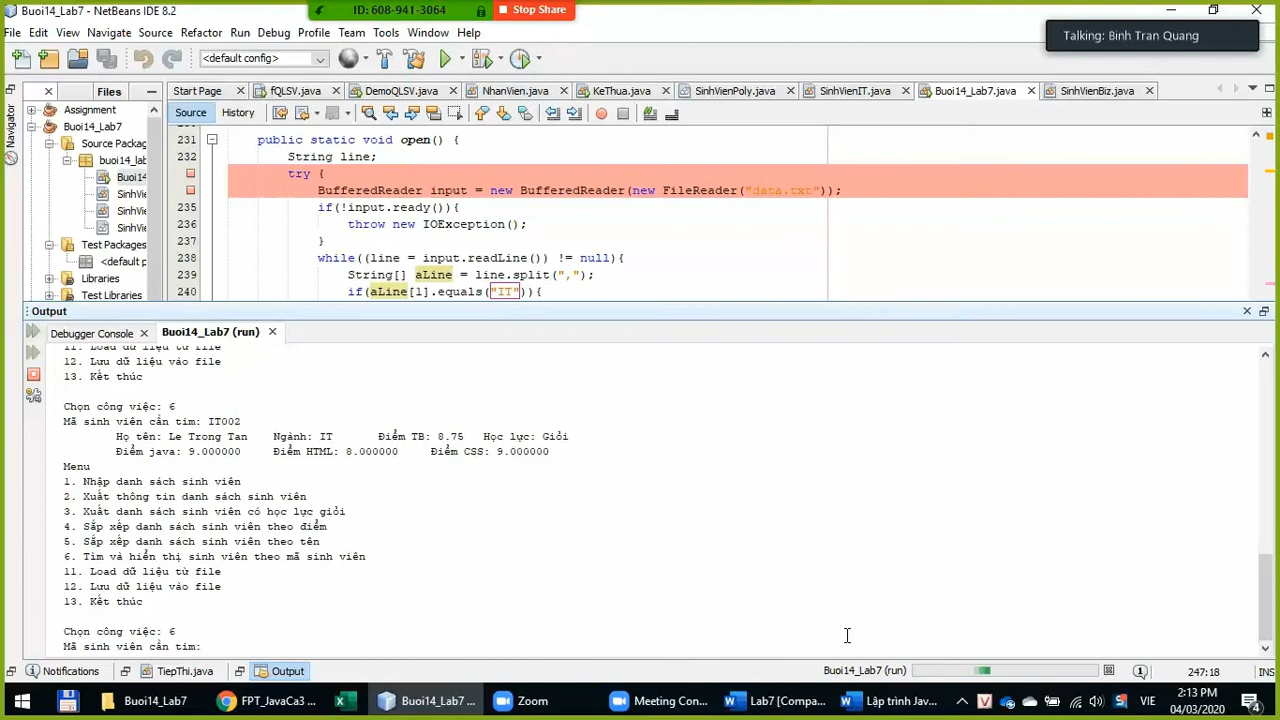 Buoi14_Lab7 - NetBeans IDE 8.2
ID: 608-941-3064
Stop Share
Talking: Binh Tran Quang
File Edit View Navigate Source Refactor Run Debug Profile Team Tools Window Help
<default config>
Files
Start Page
fQLSV.java
DemoQLSV.java
NhanVien.java
KeThua.java
SinhVienPoly.java
SinhVienIT.java
Buoi14_Lab7.java
SinhVienBiz.java
Navigator
Assignment
Buoi14_Lab7
Source Package
buoi14_lab
Buoi14
SinhVi
SinhVi
SinhVi
Test Packages
<default p
Libraries
Test Libraries
Source
History
231 public static void open() {
232 String line;
try {
BufferedReader input = new BufferedReader(new FileReader("data.txt"));
235 if(!input.ready()){
236 throw new IOException();
237 }
238 while((line = input.readLine()) != null){
239 String[] aLine = line.split(",");
240 if(aLine[1].equals("IT")){
Output
Debugger Console
Buoi14_Lab7 (run)
11. Load dữ liệu từ file
12. Lưu dữ liệu vào file
13. Kết thúc
Chọn công việc: 6
Mã sinh viên cần tìm: IT002
Họ tên: Le Trong Tan Ngành: IT Điểm TB: 8.75 Học lực: Giỏi
Điểm java: 9.000000 Điểm HTML: 8.000000 Điểm CSS: 9.000000
Menu
1. Nhập danh sách sinh viên
2. Xuất thông tin danh sách sinh viên
3. Xuất danh sách sinh viên có học lực giỏi
4. Sắp xếp danh sách sinh viên theo điểm
5. Sắp xếp danh sách sinh viên theo tên
6. Tìm và hiển thị sinh viên theo mã sinh viên
11. Load dữ liệu từ file
12. Lưu dữ liệu vào file
13. Kết thúc
Chọn công việc: 6
Mã sinh viên cần tìm:
Notifications
TiepThi.java
Output
Buoi14_Lab7 (run)
247:18
INS
Buoi14_Lab7
FPT_JavaCa3 ...
Buoi14_Lab7 ...
Zoom
Meeting Con...
Lab7 [Compa...
Lập trình Jav...
VIE
2:13 PM
04/03/2020
4